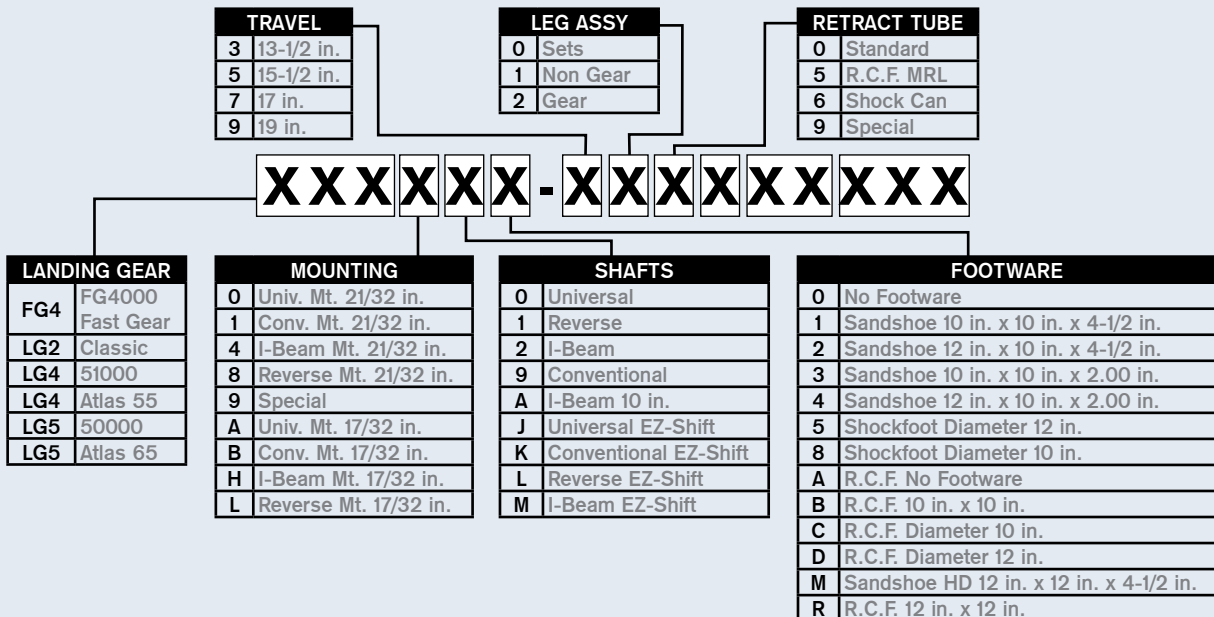 TRAVEL
3 13-1/2 in.
5 15-1/2 in.
7 17 in.
9 19 in.
LEG ASSY
0 Sets
1 Non Gear
2 Gear
RETRACT TUBE
0 Standard
5 R.C.F. MRL
6 Shock Can
9 Special
XXXXXX-XXXXXXXXX
LANDING GEAR
FG4 FG4000
Fast Gear
LG2 Classic
LG4 51000
LG4 Atlas 55
LG5 50000
LG5 Atlas 65
MOUNTING
0 Univ. Mt. 21/32 in.
1 Conv. Mt. 21/32 in.
4 I-Beam Mt. 21/32 in.
8 Reverse Mt. 21/32 in.
9 Special
A Univ. Mt. 17/32 in.
B Conv. Mt. 17/32 in.
H I-Beam Mt. 17/32 in.
L Reverse Mt. 17/32 in.
SHAFTS
0 Universal
1 Reverse
2 I-Beam
9 Conventional
A I-Beam 10 in.
J Universal EZ-Shift
K Conventional EZ-Shift
L Reverse EZ-Shift
M I-Beam EZ-Shift
FOOTWARE
0 No Footware
1 Sandshoe 10 in. x 10 in. x 4-1/2 in.
2 Sandshoe 12 in. x 10 in. x 4-1/2 in.
3 Sandshoe 10 in. x 10 in. x 2.00 in.
4 Sandshoe 12 in. x 10 in. x 2.00 in.
5 Shockfoot Diameter 12 in.
8 Shockfoot Diameter 10 in.
A R.C.F. No Footware
B R.C.F. 10 in. x 10 in.
C R.C.F. Diameter 10 in.
D R.C.F. Diameter 12 in.
M Sandshoe HD 12 in. x 12 in. x 4-1/2 in.
R R.C.F. 12 in. x 12 in.